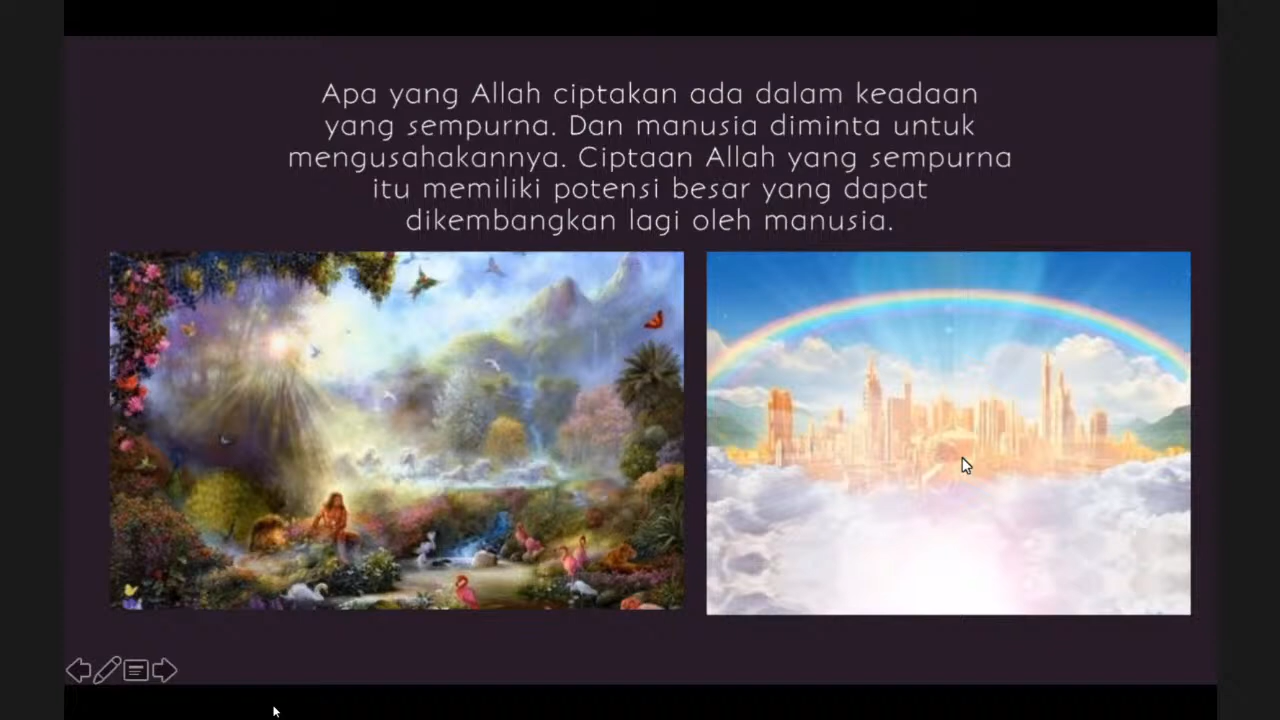 Apa yang Allah ciptakan ada dalam keadaan
yang sempurna. Dan manusia diminta untuk
mengusahakannya. Ciptaan Allah yang sempurna
itu memiliki potensi besar yang dapat
dikembangkan lagi oleh manusia.